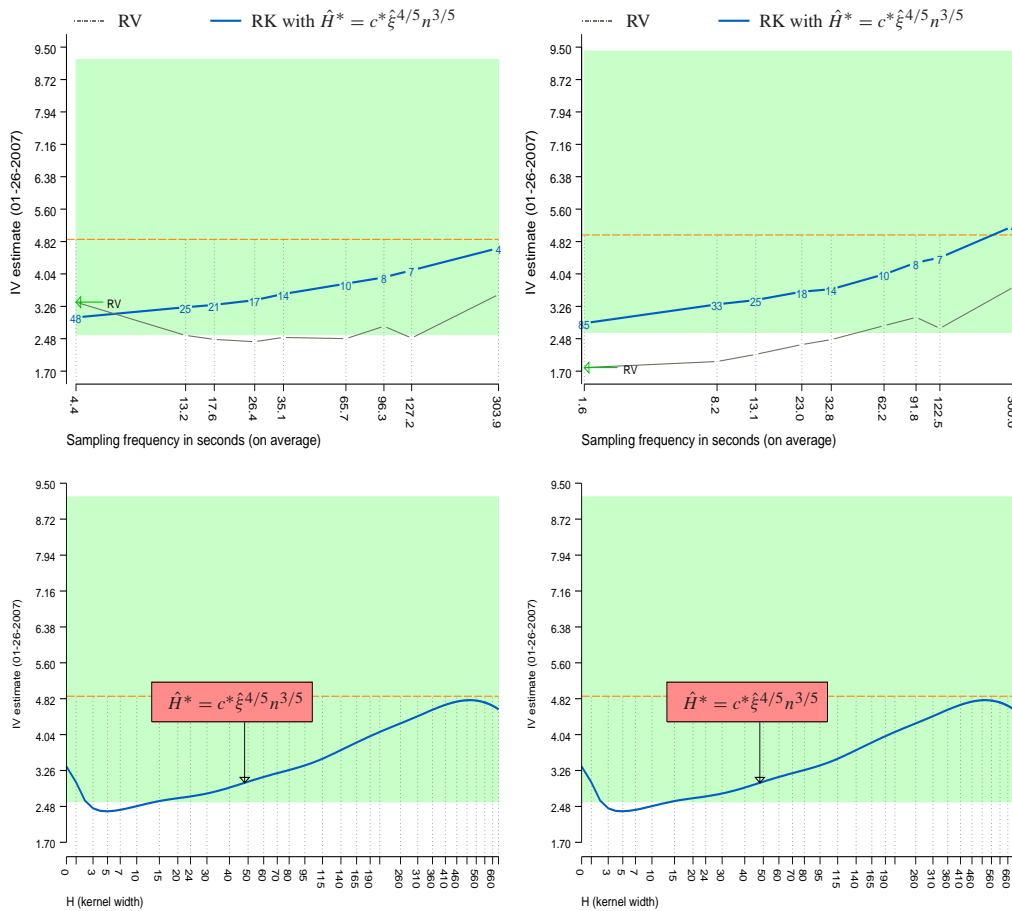 RV RK with Ĥ* = c*ξ̂^{4/5}n^{3/5}
9.50
8.72
7.94
7.16
6.38
5.60
4.82
4.04
3.26
2.48
1.70
IV estimate (01-26-2007)
48 25 21 17 14 10 8 7 4
RV
4.4 13.2 17.6 26.4 35.1 65.7 96.3 127.2 303.9
Sampling frequency in seconds (on average)
RV RK with Ĥ* = c*ξ̂^{4/5}n^{3/5}
9.50
8.72
7.94
7.16
6.38
5.60
4.82
4.04
3.26
2.48
1.70
IV estimate (01-26-2007)
85 33 25 18 14 10 8 7
RV
1.6 8.2 13.1 23.0 32.8 62.2 91.8 122.5
Sampling frequency in seconds (on average)
9.50
8.72
7.94
7.16
6.38
5.60
4.82
4.04
3.26
2.48
1.70
IV estimate (01-26-2007)
Ĥ* = c*ξ̂^{4/5}n^{3/5}
0 1 3 5 7 10 15 20 24 30 40 50 60 70 80 95 115 140 165 190 260 310 360 410 460 560 660
H (kernel width)
9.50
8.72
7.94
7.16
6.38
5.60
4.82
4.04
3.26
2.48
1.70
IV estimate (01-26-2007)
Ĥ* = c*ξ̂^{4/5}n^{3/5}
0 1 3 5 7 10 15 20 24 30 40 50 60 70 80 95 115 140 165 190 260 310 360 410 460 560 660
H (kernel width)